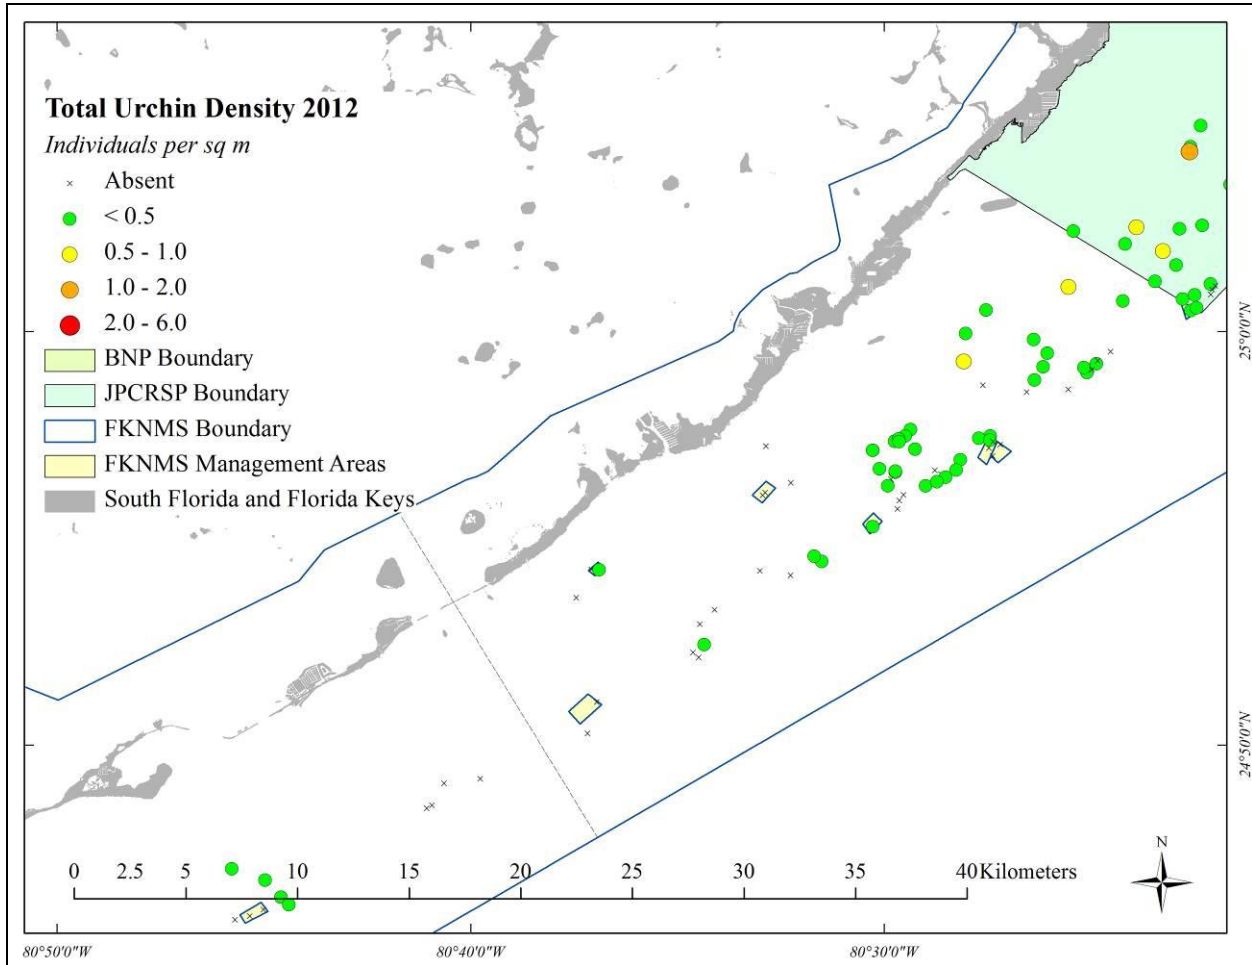 Total Urchin Density 2012
Individuals per sq m
Absent
< 0.5
0.5 - 1.0
1.0 - 2.0
2.0 - 6.0
BNP Boundary
JPCRSP Boundary
FKNMS Boundary
FKNMS Management Areas
South Florida and Florida Keys
25°0'0"N
24°50'0"N
N
0 2.5 5 10 15 20 25 30 35 40 Kilometers
80°50'0"W 80°40'0"W 80°30'0"W